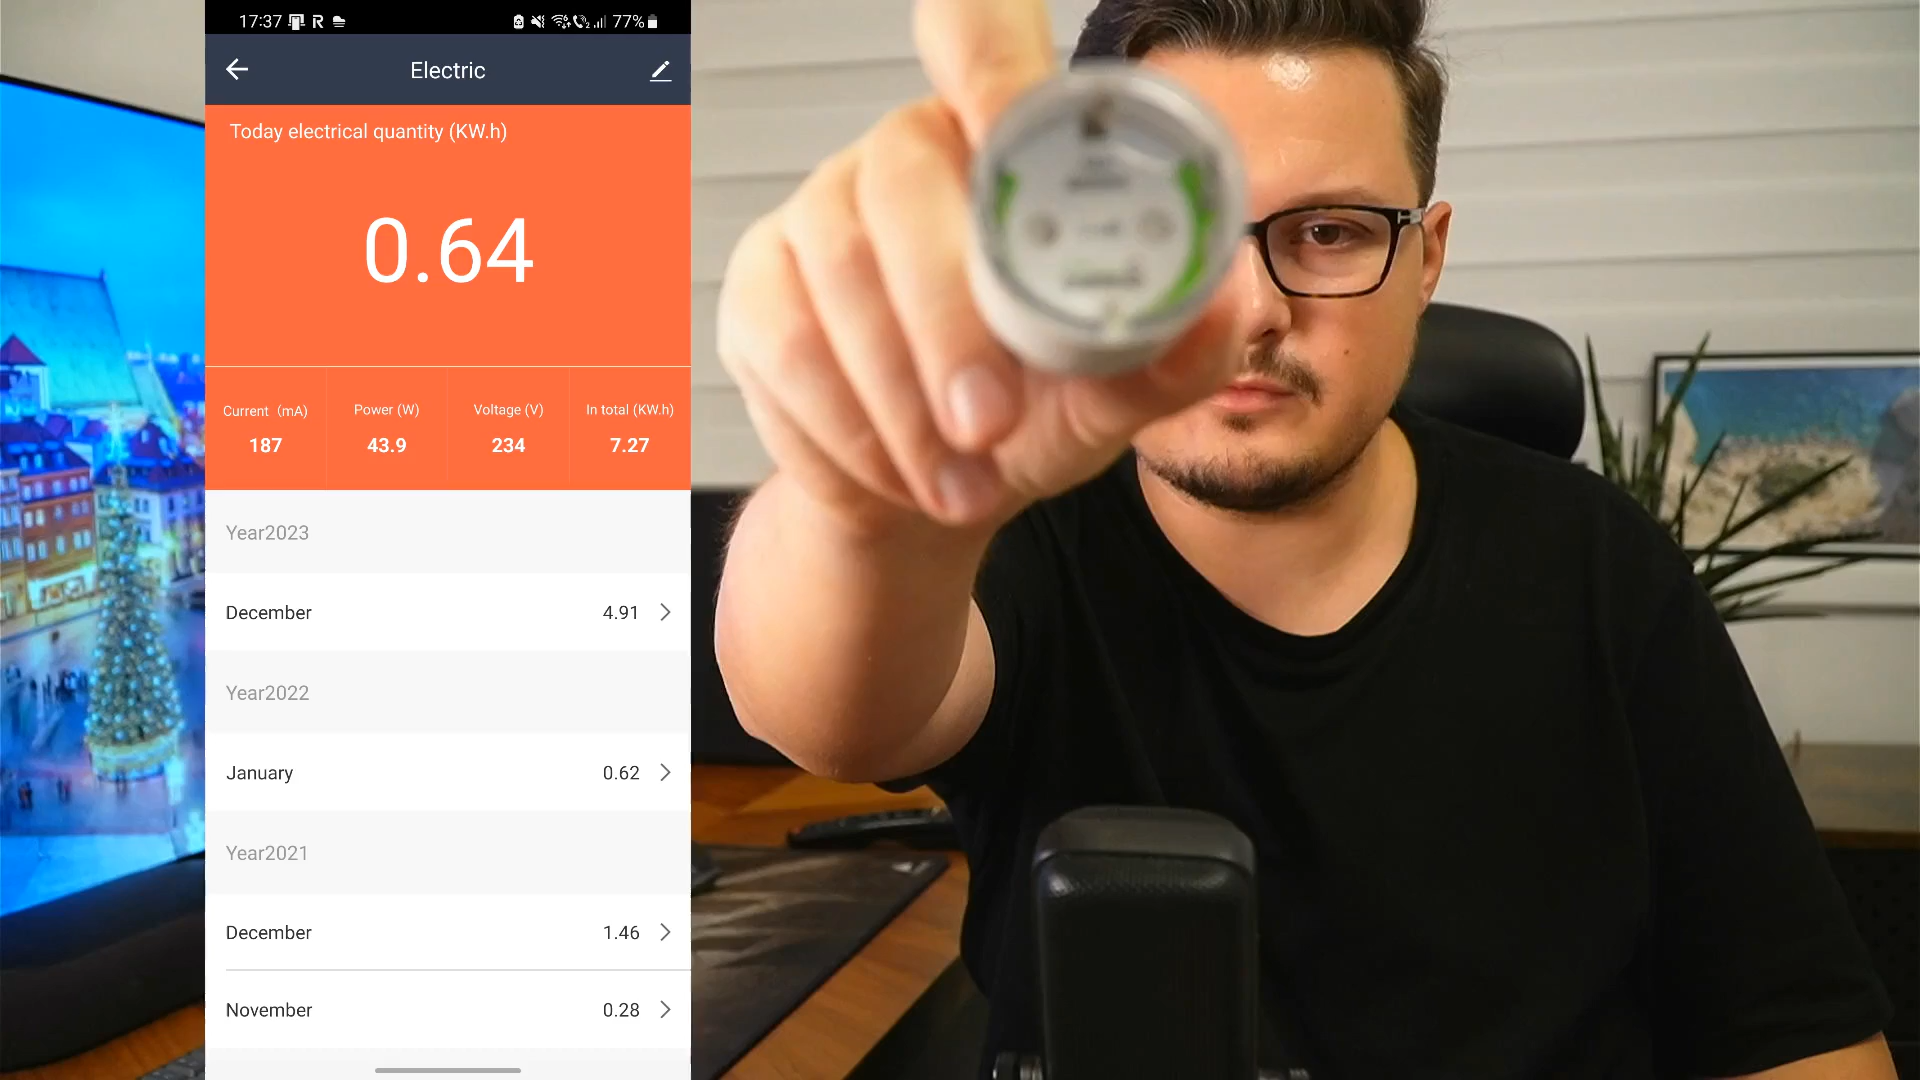 17:37 R 77%
Electric
Today electrical quantity (KW.h)
0.64
Current (mA) Power (W) Voltage (V) In total (KW.h)
187 43.9 234 7.27
Year2023
December 4.91
Year2022
January 0.62
Year2021
December 1.46
November 0.28